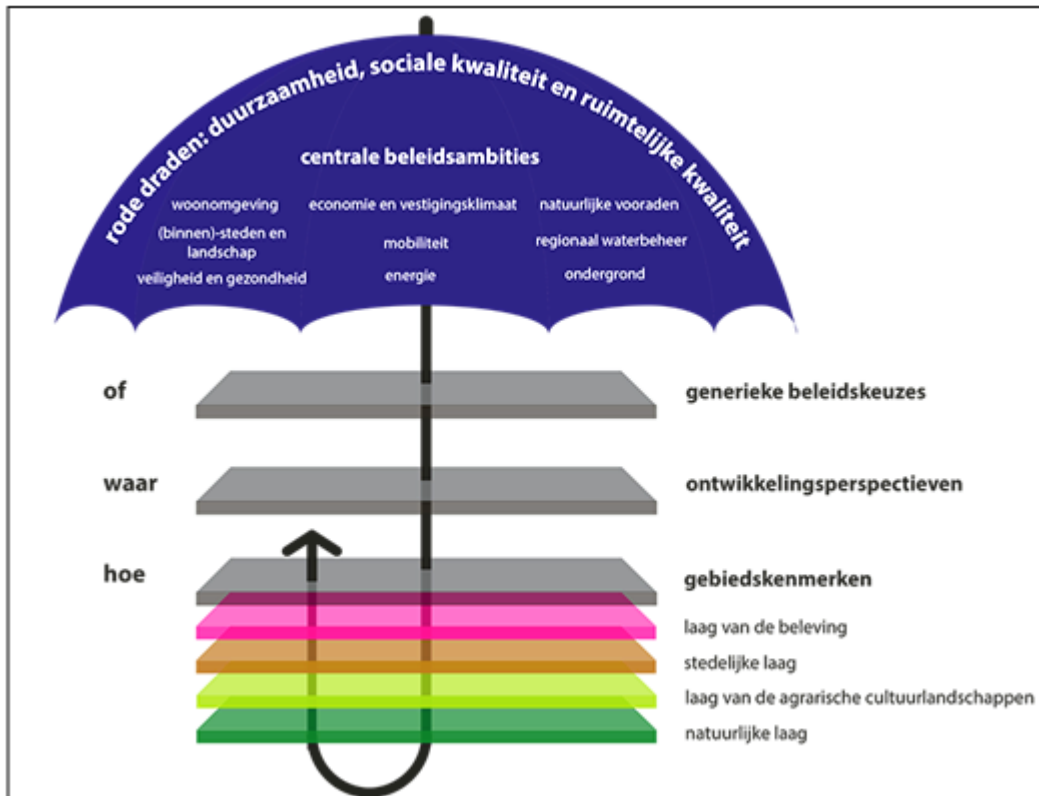 rode draden: duurzaamheid, sociale kwaliteit en ruimtelijke kwaliteit
centrale beleidsambities
woonomgeving
economie en vestigingsklimaat
natuurlijke vooraden
(binnen)-steden en
landschap
mobiliteit
regionaal waterbeheer
veiligheid en gezondheid
energie
ondergrond
of
generieke beleidskeuzes
waar
ontwikkelingsperspectieven
hoe
gebiedskenmerken
laag van de beleving
stedelijke laag
laag van de agrarische cultuurlandschappen
natuurlijke laag